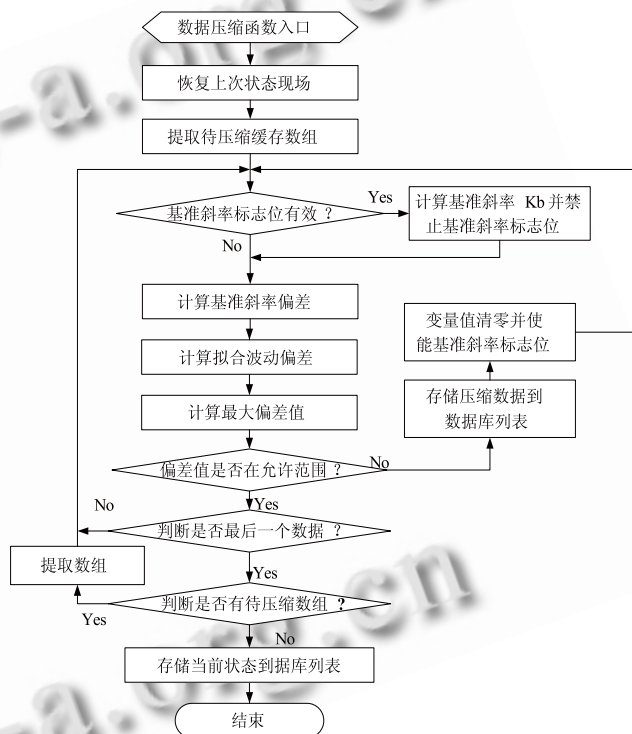 数据压缩函数入口
恢复上次状态现场
提取待压缩缓存数组
基准斜率标志位有效？
Yes
计算基准斜率 Kb并禁
止基准斜率标志位
No
计算基准斜率偏差
变量值清零并使
能基准斜率标志位
计算拟合波动偏差
存储压缩数据到
数据库列表
计算最大偏差值
偏差值是否在允许范围？
No
Yes
No
判断是否最后一个数据？
提取数组
Yes
判断是否有待压缩数组？
Yes
No
存储当前状态到据库列表
结束
-a.org.cn